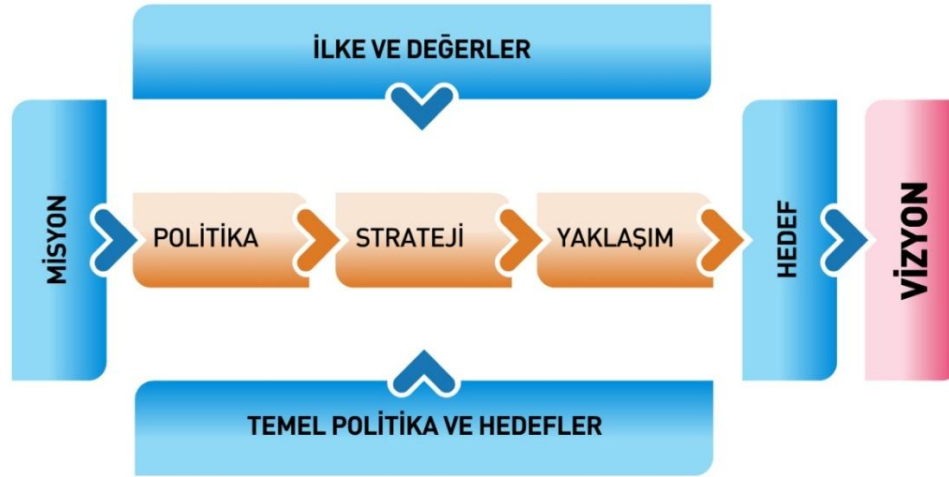 İLKE VE DEĞERLER
MİSYON
POLİTİKA
STRATEJİ
YAKLAŞIM
HEDEF
VİZYON
TEMEL POLİTİKA VE HEDEFLER